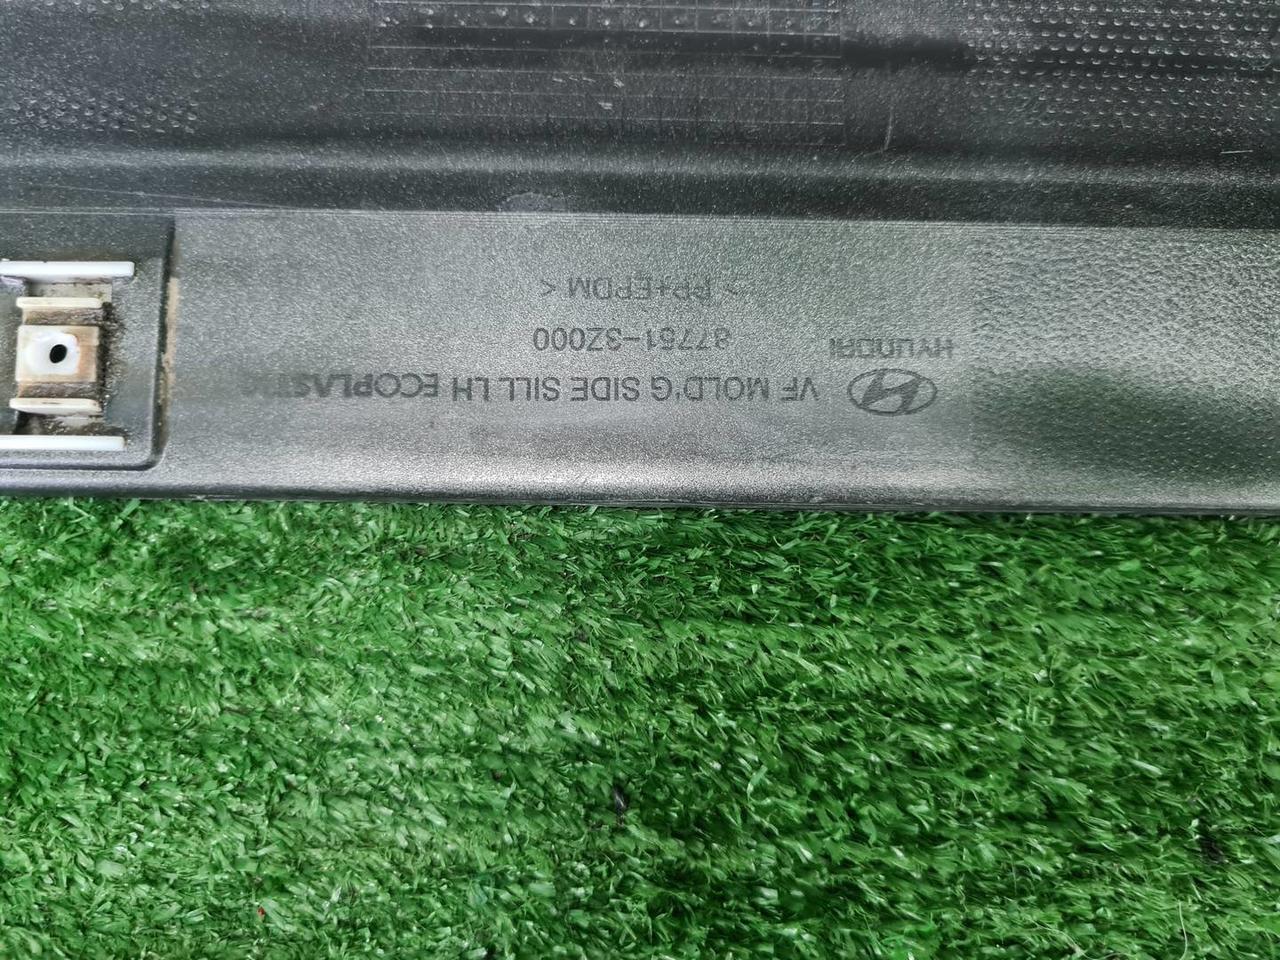 HYUNDAI
VF MOLD'G SIDE SILL LH ECOPLASTIC
87751-3Z000
> PP+EPDM <